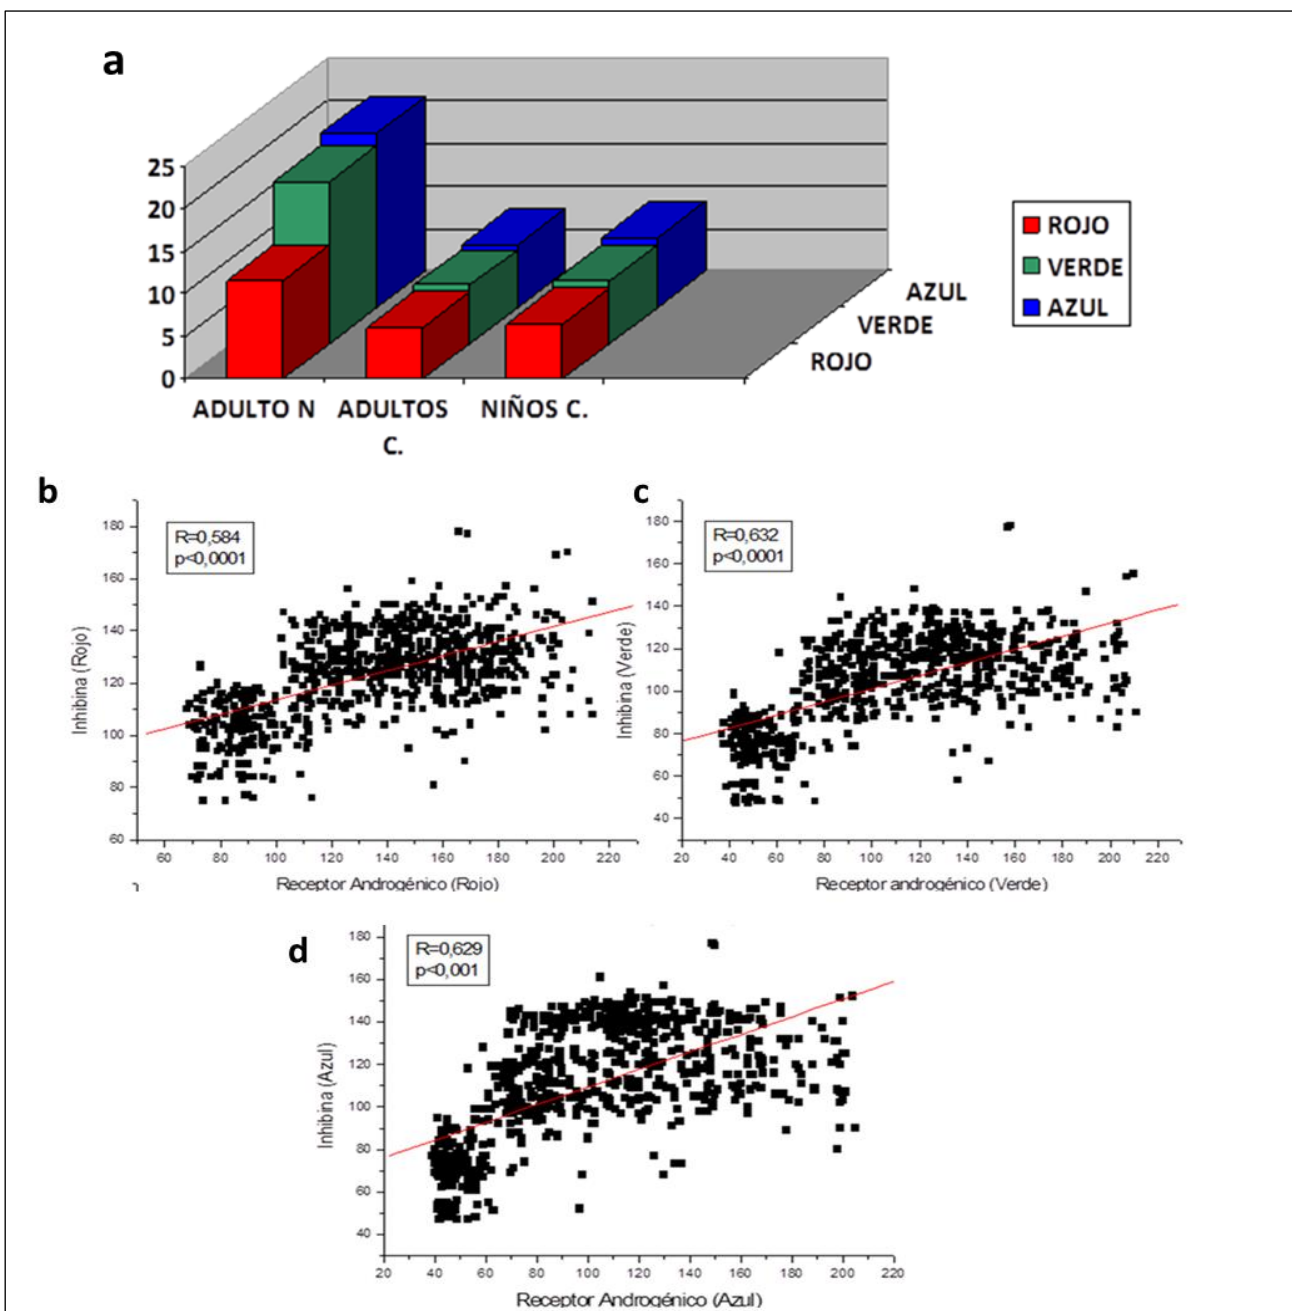 a
25
20
15
10
5
0
ADULTO N
ADULTOS
C.
NIÑOS C.
ROJO
VERDE
AZUL
ROJO
VERDE
AZUL
b
R=0,584
p<0,0001
Inhibina (Rojo)
180
160
140
120
100
80
60
60 80 100 120 140 160 180 200 220
Receptor Androgénico (Rojo)
c
R=0,632
p<0,0001
Inhibina (Verde)
180
160
140
120
100
80
60
40
20 40 60 80 100 120 140 160 180 200 220
Receptor androgénico (Verde)
d
R=0,629
p<0,001
Inhibina (Azul)
180
160
140
120
100
80
60
40
20 40 60 80 100 120 140 160 180 200 220
Receptor Androgénico (Azul)